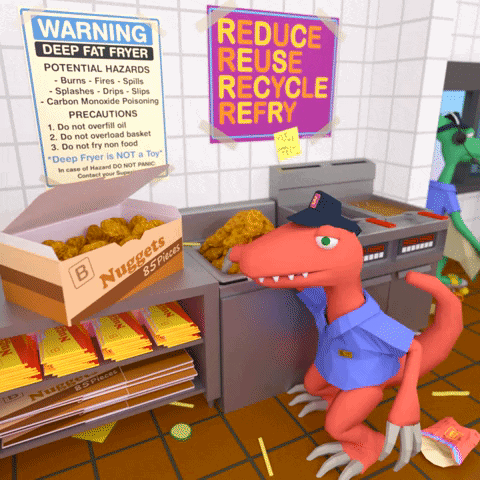 WARNING
DEEP FAT FRYER
POTENTIAL HAZARDS
- Burns - Fires - Spills
- Splashes - Drips - Slips
- Carbon Monoxide Poisoning
PRECAUTIONS
1. Do not overfill oil
2. Do not overload basket
3. Do not fry non food
*Deep Fryer is NOT a Toy*
In case of Hazard DO NOT PANIC:
Contact your
REDUCE
REUSE
RECYCLE
REFRY
B
Nuggets
85 Pieces
Nuggets
85 Pieces